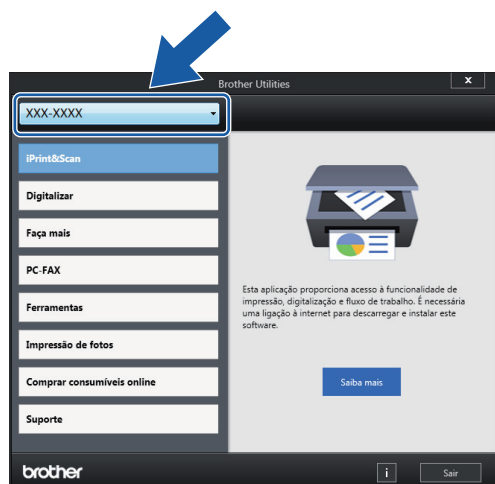 Brother Utilities
x
XXX-XXXX
iPrint&Scan
Digitalizar
Faça mais
PC-FAX
Ferramentas
Impressão de fotos
Comprar consumíveis online
Suporte
Esta aplicação proporciona acesso à funcionalidade de
impressão, digitalização e fluxo de trabalho. É necessária
uma ligação à internet para descarregar e instalar este
software.
Saiba mais
brother
i
Sair